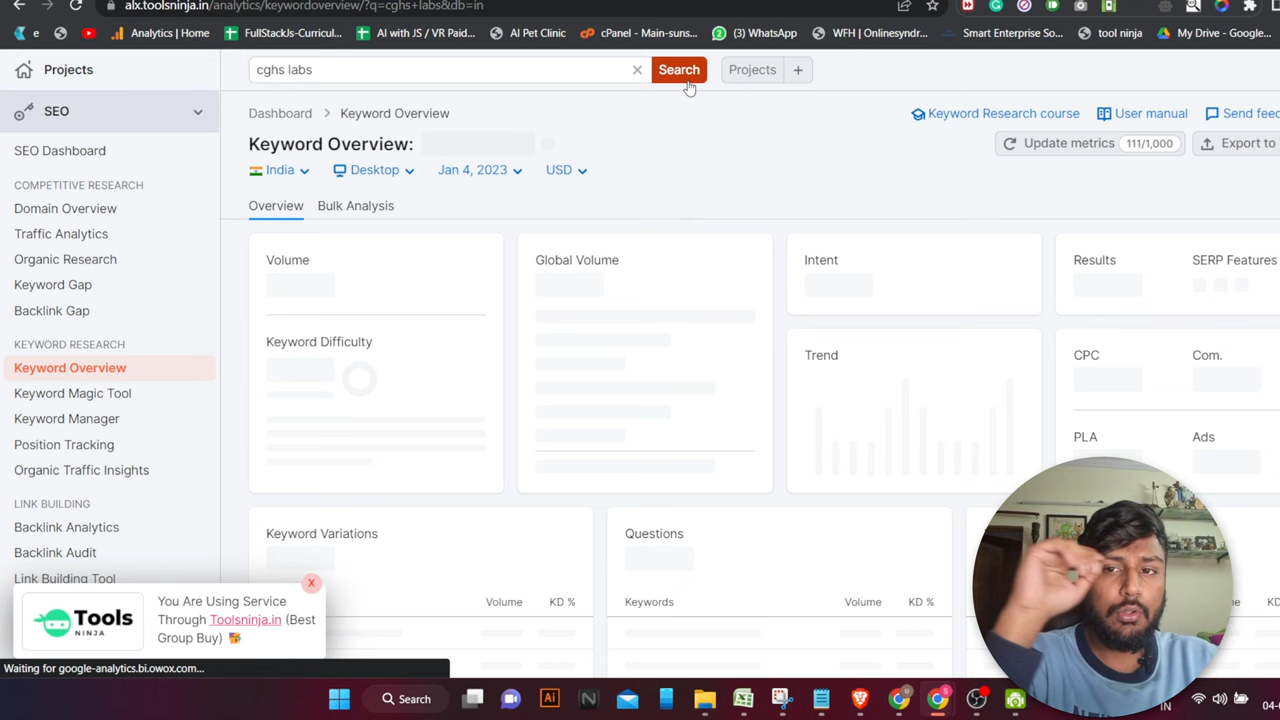 alx.toolsninja.in/analytics/keywordoverview/?q=cghs+labs&db=in
e
Analytics | Home
FullStackJs-Curricul...
AI with JS / VR Paid...
AI Pet Clinic
cPanel - Main-suns...
(3) WhatsApp
WFH | Onlinesyndr...
Smart Enterprise So...
tool ninja
My Drive - Google...
Projects
cghs labs
Search
Projects
SEO
Dashboard
Keyword Overview
Keyword Research course
User manual
Send feed
Keyword Overview:
Update metrics
111/1,000
Export to
SEO Dashboard
India
Desktop
Jan 4, 2023
USD
COMPETITIVE RESEARCH
Overview
Bulk Analysis
Domain Overview
Traffic Analytics
Organic Research
Keyword Gap
Backlink Gap
Volume
Global Volume
Intent
Results
SERP Features
Keyword Difficulty
Trend
CPC
Com.
PLA
Ads
KEYWORD RESEARCH
Keyword Overview
Keyword Magic Tool
Keyword Manager
Position Tracking
Organic Traffic Insights
LINK BUILDING
Backlink Analytics
Backlink Audit
Link Building Tool
Keyword Variations
Questions
Volume
KD %
Keywords
Volume
KD %
X
Tools
NINJA
You Are Using Service
Through Toolsninja.in (Best
Group Buy)
Waiting for google-analytics.bi.owox.com...
Search
IN